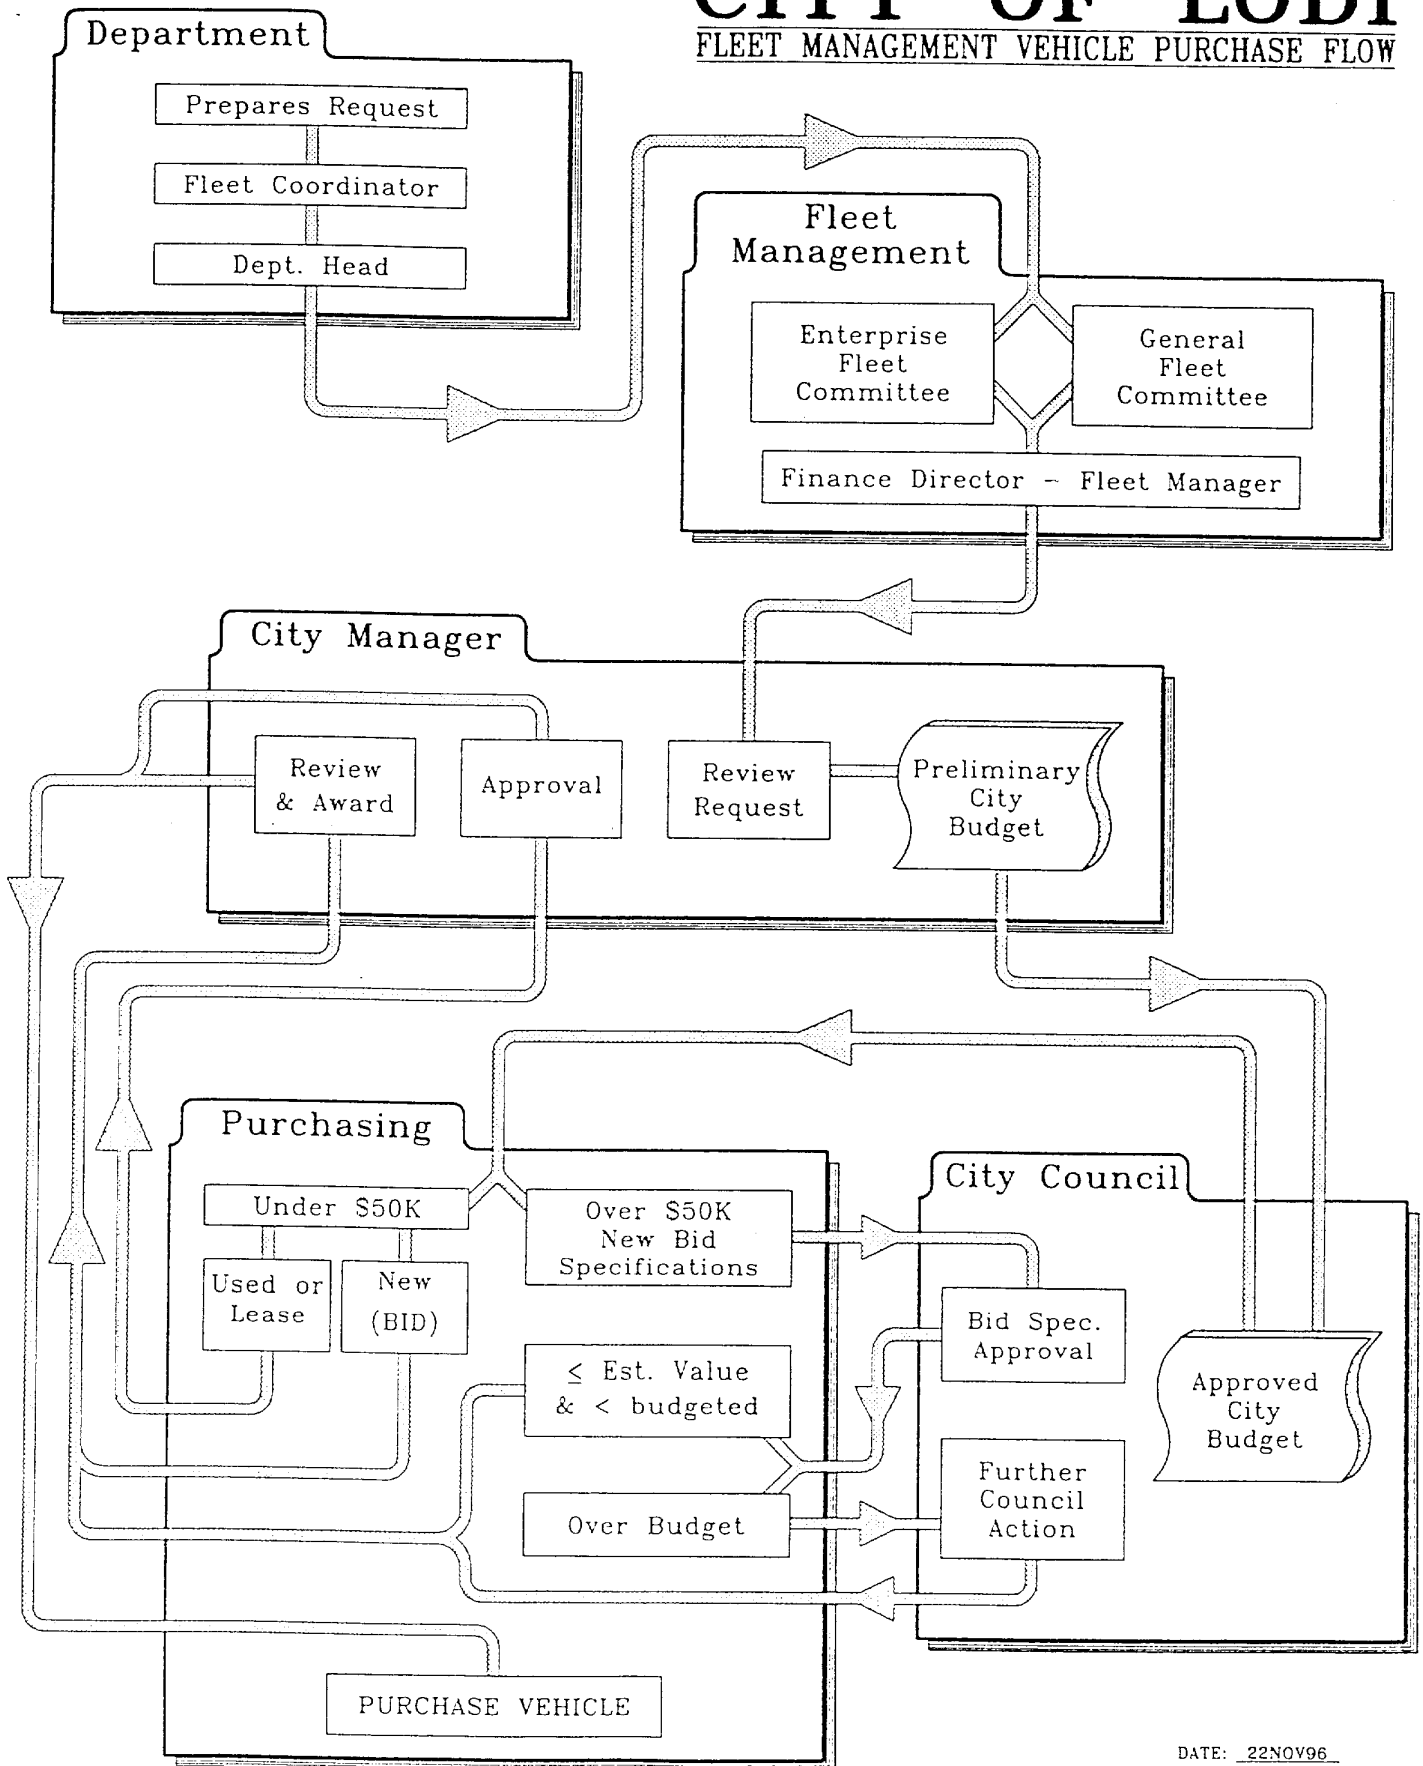 CITY OF LODI
FLEET MANAGEMENT VEHICLE PURCHASE FLOW
Department
Prepares Request
Fleet Coordinator
Dept. Head
Fleet
Management
Enterprise
Fleet
Committee
General
Fleet
Committee
Finance Director - Fleet Manager
City Manager
Review
& Award
Approval
Review
Request
Preliminary
City
Budget
Purchasing
Under $50K
Used or
Lease
New
(BID)
Over $50K
New Bid
Specifications
≤ Est. Value
& < budgeted
Over Budget
PURCHASE VEHICLE
City Council
Bid Spec.
Approval
Further
Council
Action
Approved
City
Budget
DATE: 22NOV96